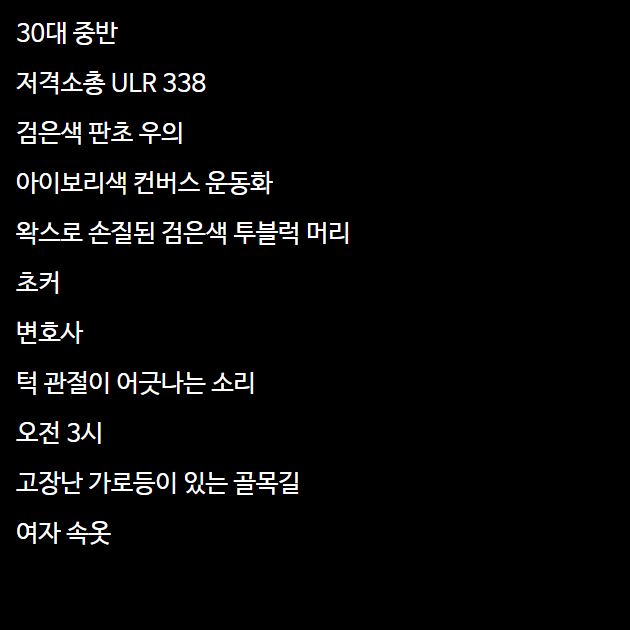 30대 중반
저격소총 ULR 338
검은색 판초 우의
아이보리색 컨버스 운동화
왁스로 손질된 검은색 투블럭 머리
초커
변호사
턱 관절이 어긋나는 소리
오전 3시
고장난 가로등이 있는 골목길
여자 속옷